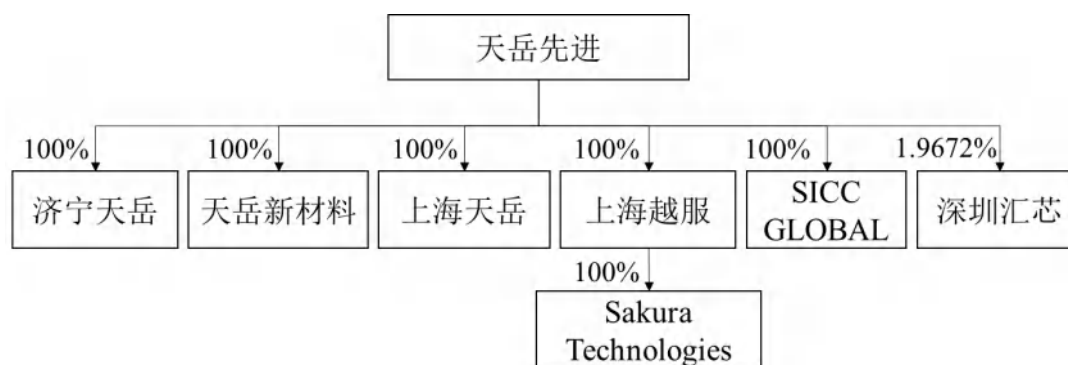 天岳先进
100%
100%
100%
100%
100%
1.9672%
济宁天岳
天岳新材料
上海天岳
上海越服
SICC
GLOBAL
深圳汇芯
100%
Sakura
Technologies